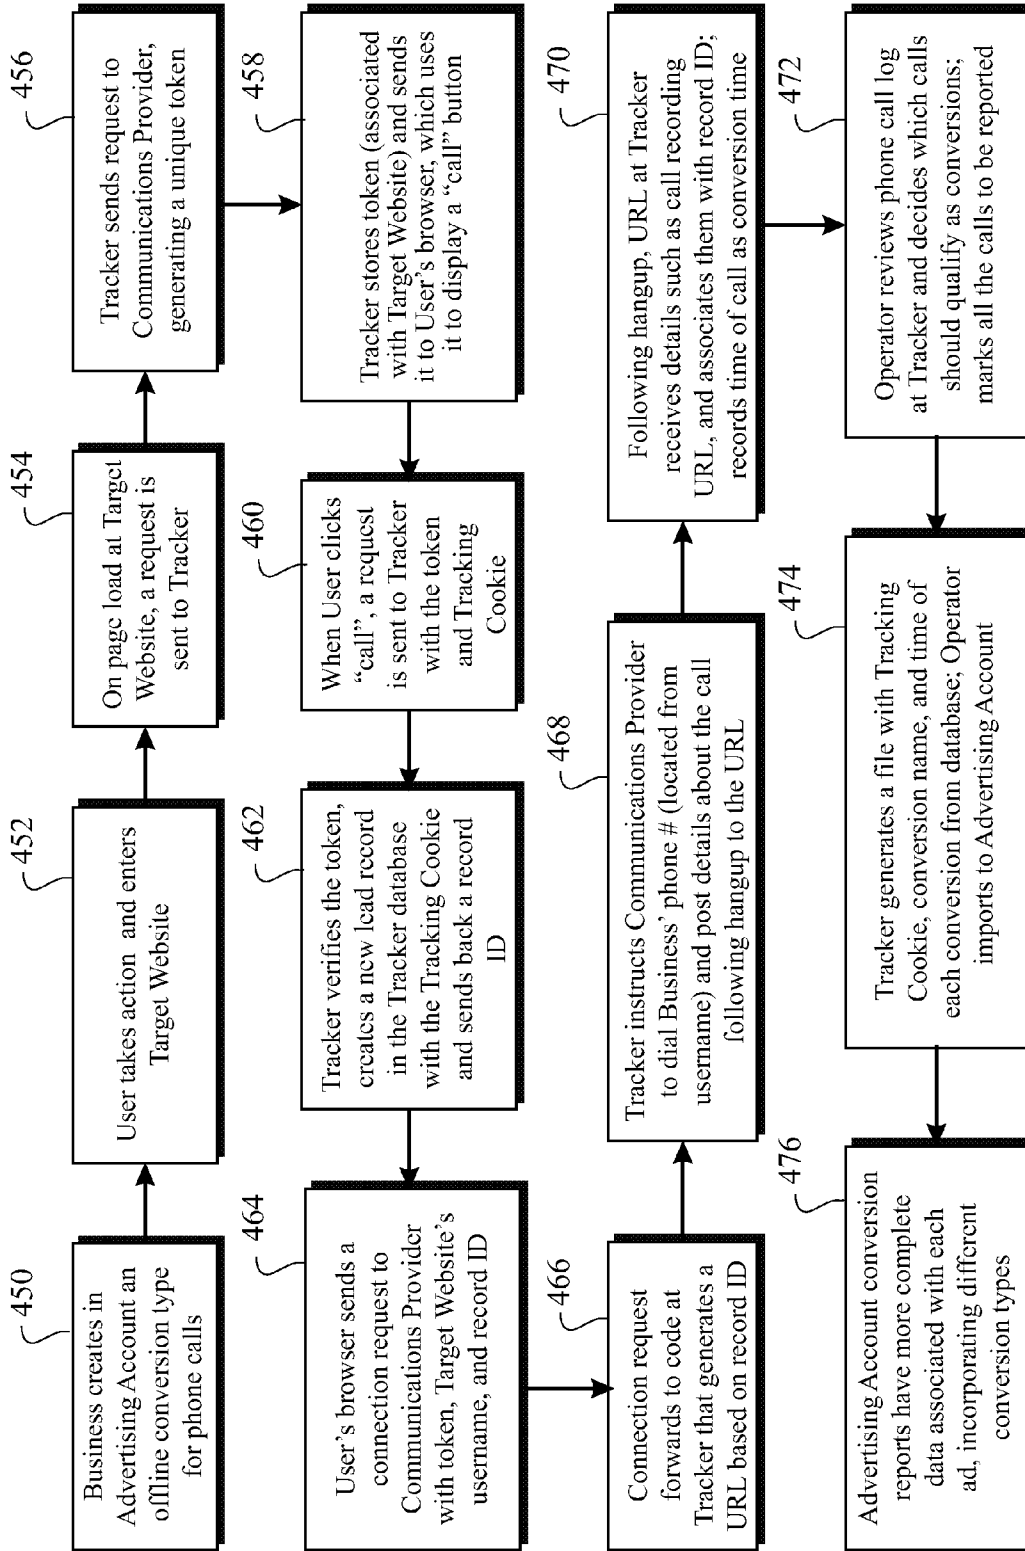 450
Business creates in
Advertising Account an
offline conversion type
for phone calls
452
User takes action and enters
Target Website
454
On page load at Target
Website, a request is
sent to Tracker
456
Tracker sends request to
Communications Provider,
generating a unique token
458
Tracker stores token (associated
with Target Website) and sends
it to User's browser, which uses
it to display a “call” button
460
When User clicks
“call”, a request
is sent to Tracker
with the token
and Tracking
Cookie
462
Tracker verifies the token,
creates a new lead record
in the Tracker database
with the Tracking Cookie
and sends back a record
ID
464
User's browser sends a
connection request to
Communications Provider
with token, Target Website's
username, and record ID
466
Connection request
forwards to code at
Tracker that generates a
URL based on record ID
468
Tracker instructs Communications Provider
to dial Business' phone # (located from
username) and post details about the call
following hangup to the URL
470
Following hangup, URL at Tracker
receives details such as call recording
URL, and associates them with record ID;
records time of call as conversion time
472
Operator reviews phone call log
at Tracker and decides which calls
should qualify as conversions;
marks all the calls to be reported
474
Tracker generates a file with Tracking
Cookie, conversion name, and time of
each conversion from database; Operator
imports to Advertising Account
476
Advertising Account conversion
reports have more complete
data associated with each
ad, incorporating different
conversion types